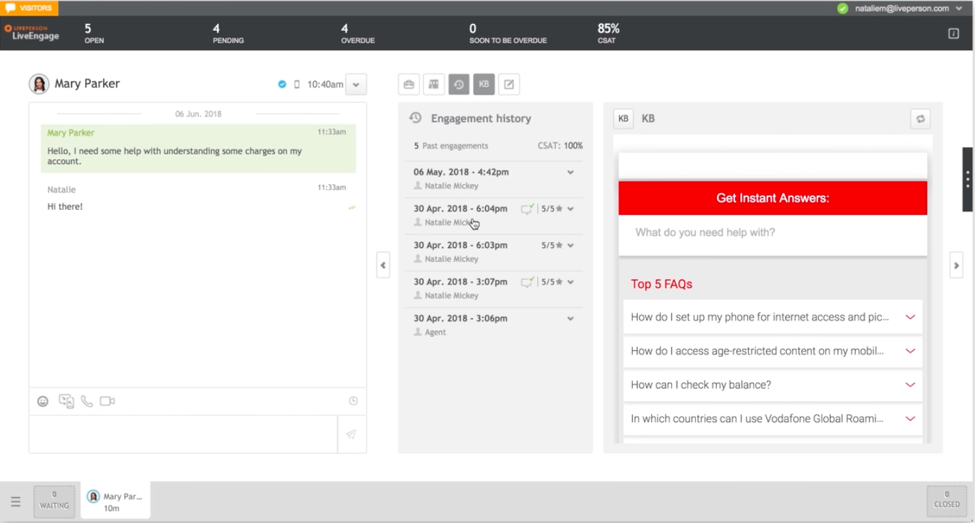 VISITORS
nataliem@liveperson.com
LIVEPERSON
LiveEngage
5
OPEN
4
PENDING
4
OVERDUE
0
SOON TO BE OVERDUE
85%
CSAT
Mary Parker
10:40am
KB
06 Jun. 2018
Mary Parker
11:33am
Hello, I need some help with understanding some charges on my
account.
Natalie
11:33am
Hi there!
Engagement history
5 Past engagements
CSAT: 100%
06 May. 2018 - 4:42pm
Natalie Mickey
30 Apr. 2018 - 6:04pm
5/5
Natalie Mickey
30 Apr. 2018 - 6:03pm
5/5
Natalie Mickey
30 Apr. 2018 - 3:07pm
5/5
Natalie Mickey
30 Apr. 2018 - 3:06pm
Agent
KB KB
Get Instant Answers:
What do you need help with?
Top 5 FAQs
How do I set up my phone for internet access and pic...
How do I access age-restricted content on my mobil...
How can I check my balance?
In which countries can I use Vodafone Global Roami...
0
WAITING
Mary Par...
10m
0
CLOSED